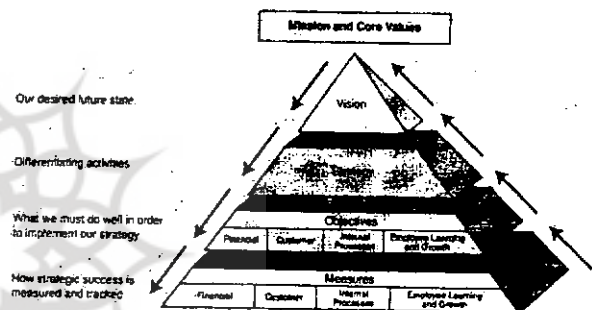 Mission and Core Values
Our desired future state.
Vision
Differentiating activities
What we must do well in order
to implement our strategy
Objectives
Financial Customer Internal Processes Employee Learning and Growth
How strategic success is
measured and tracked
Measures
Financial Customer Internal Processes Employee Learning and Growth